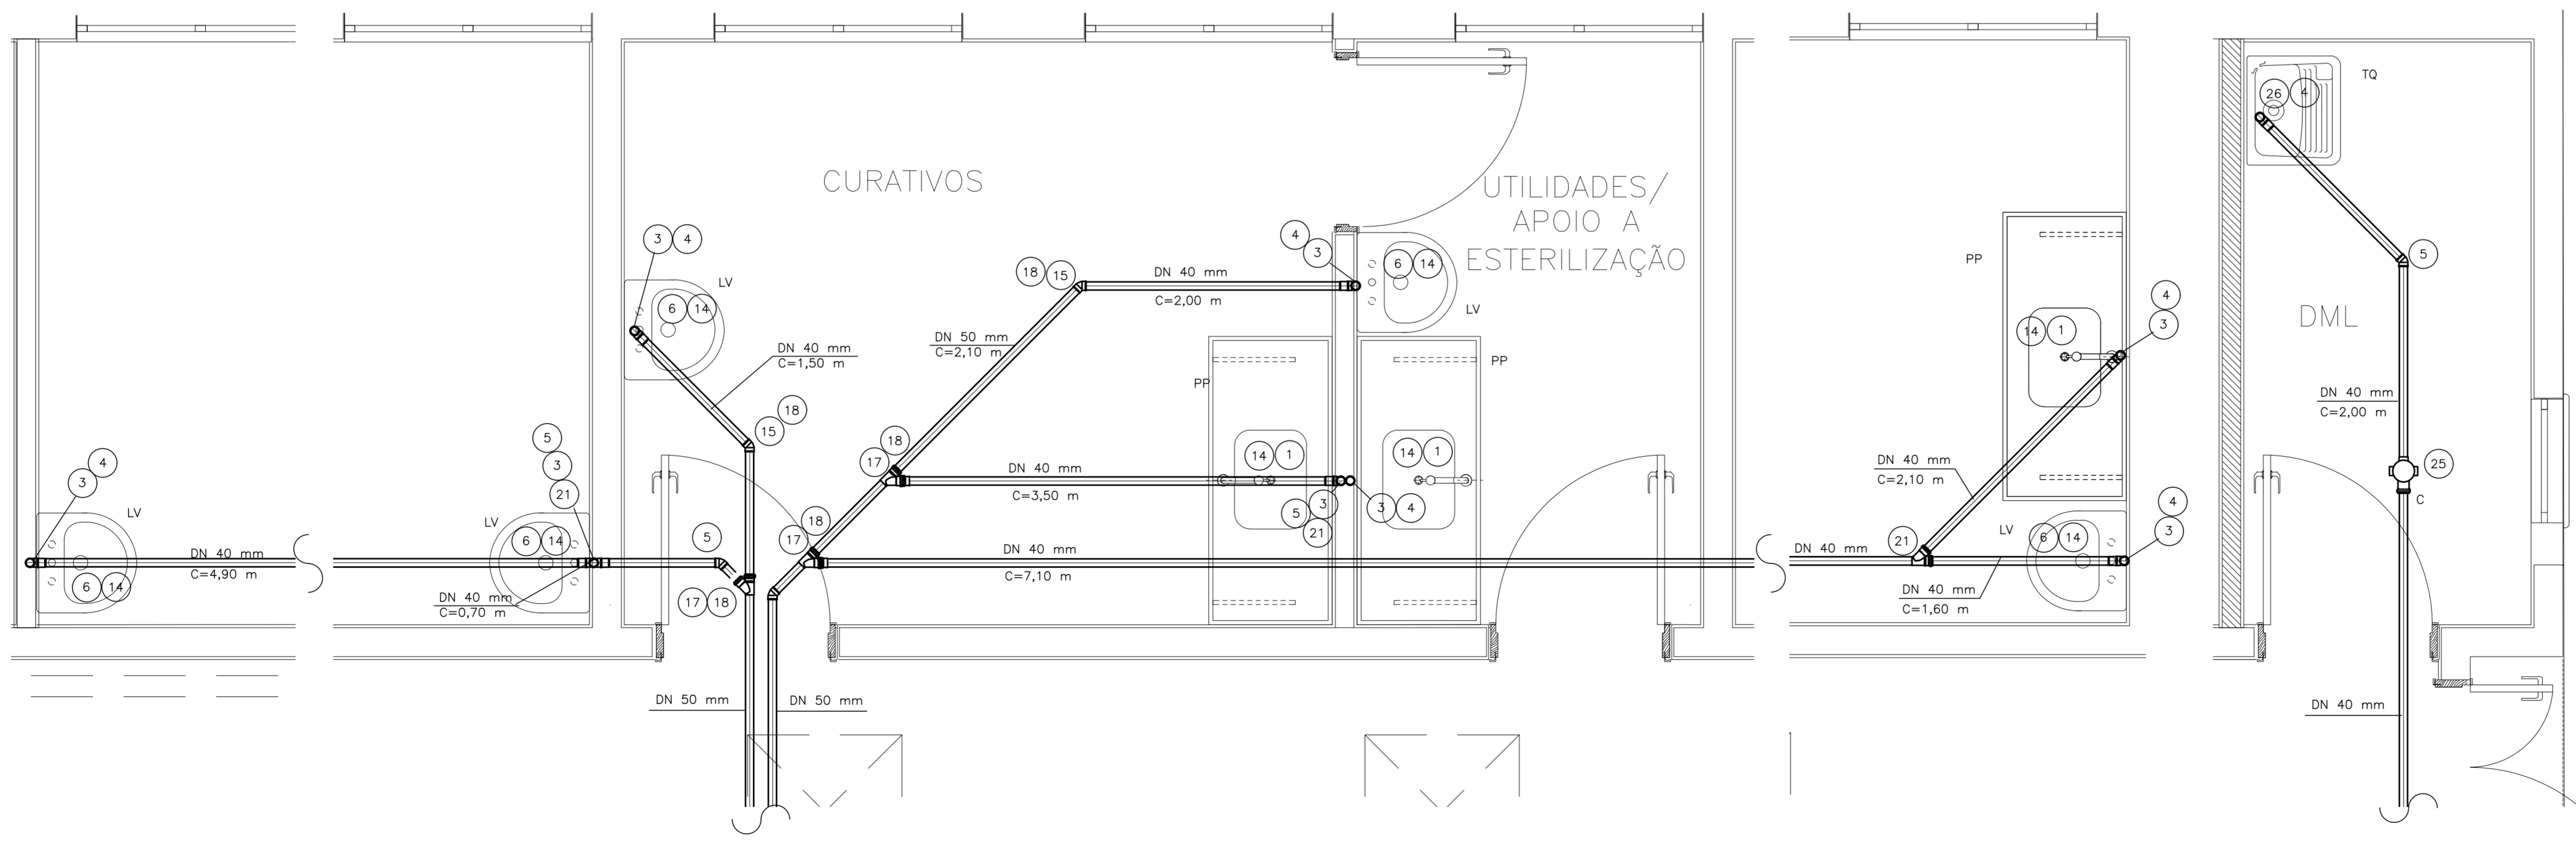 TQ
26 4
CURATIVOS
UTILIDADES/
APOIO A
ESTERILIZAÇÃO
3 4
LV
6 14
DN 40 mm
C=1,50 m
18
15
18 15
DN 40 mm
C=2,00 m
DN 50 mm
C=2,10 m
4
3
6 14
LV
PP
PP
14 1
14 1
18
17
DN 40 mm
C=3,50 m
5 3
21
3 4
18
17
DN 40 mm
C=7,10 m
4
3
LV
6 14
DN 40 mm
C=4,90 m
5
3
21
LV
6 14
DN 40 mm
C=0,70 m
5
17 18
DN 50 mm
DN 50 mm
PP
14 1
4
3
DN 40 mm
C=2,10 m
DN 40 mm
21
LV
6 14
4
3
DN 40 mm
C=1,60 m
5
DML
DN 40 mm
C=2,00 m
25
C
DN 40 mm